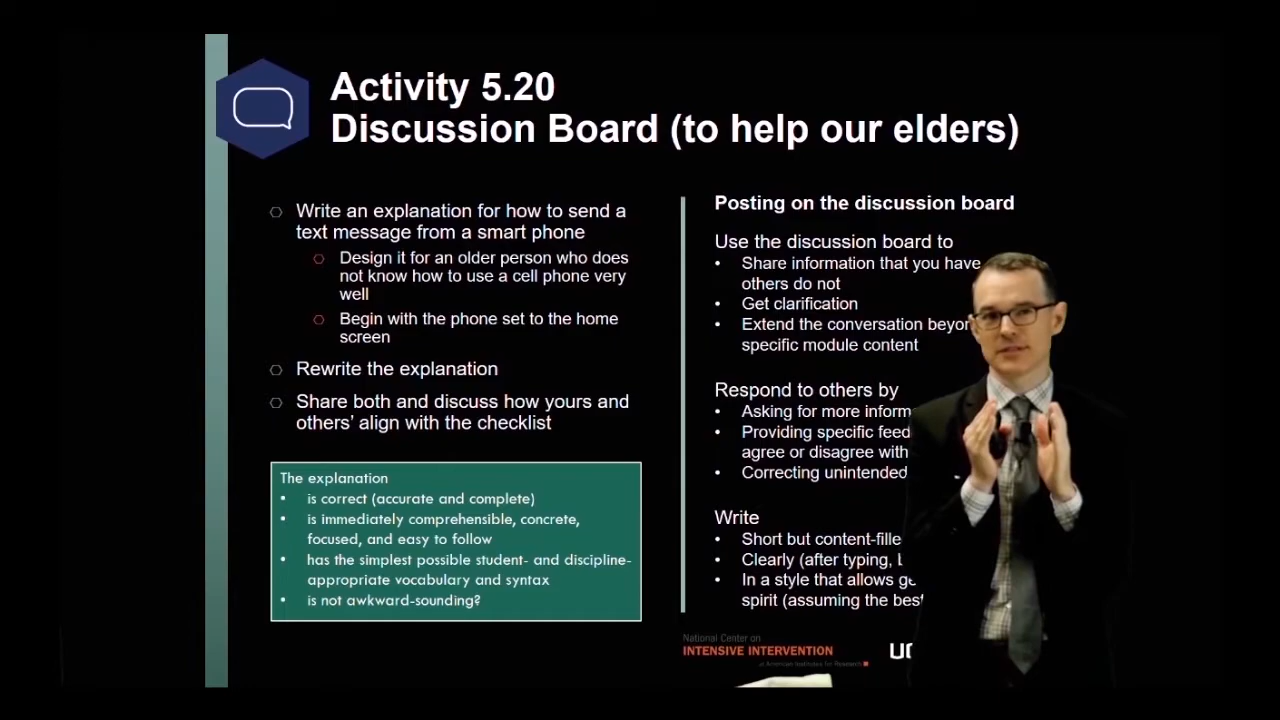 Activity 5.20
Discussion Board (to help our elders)
Write an explanation for how to send a
text message from a smart phone
Design it for an older person who does
not know how to use a cell phone very
well
Begin with the phone set to the home
screen
Rewrite the explanation
Share both and discuss how yours and
others' align with the checklist
The explanation
• is correct (accurate and complete)
• is immediately comprehensible, concrete,
focused, and easy to follow
• has the simplest possible student- and discipline-
appropriate vocabulary and syntax
• is not awkward-sounding?
Posting on the discussion board
Use the discussion board to
• Share information that you have
others do not
• Get clarification
• Extend the conversation
specific module content
Respond to others by
• Asking for more
• Providing specific
agree or disagree with
• Correcting unintended
Write
• Short but
• Clearly (after typing,
• In a style that allows
spirit (assuming the
National Center on
INTENSIVE INTERVENTION
at American Institutes for Research